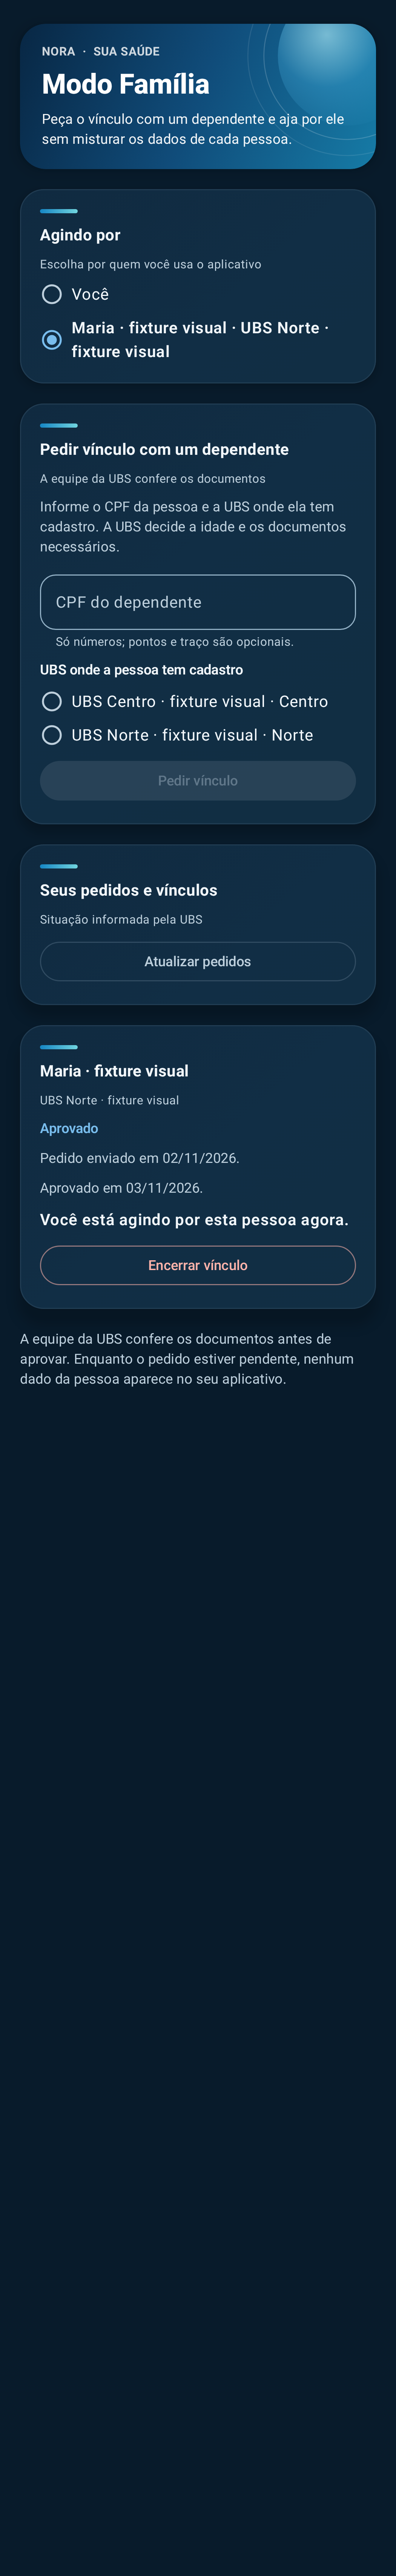 NORA · SUA SAÚDE
Modo Família
Peça o vínculo com um dependente e aja por ele
sem misturar os dados de cada pessoa.
Agindo por
Escolha por quem você usa o aplicativo
Você
Maria · fixture visual · UBS Norte ·
fixture visual
Pedir vínculo com um dependente
A equipe da UBS confere os documentos
Informe o CPF da pessoa e a UBS onde ela tem
cadastro. A UBS decide a idade e os documentos
necessários.
CPF do dependente
Só números; pontos e traço são opcionais.
UBS onde a pessoa tem cadastro
UBS Centro · fixture visual · Centro
UBS Norte · fixture visual · Norte
Pedir vínculo
Seus pedidos e vínculos
Situação informada pela UBS
Atualizar pedidos
Maria · fixture visual
UBS Norte · fixture visual
Aprovado
Pedido enviado em 02/11/2026.
Aprovado em 03/11/2026.
Você está agindo por esta pessoa agora.
Encerrar vínculo
A equipe da UBS confere os documentos antes de
aprovar. Enquanto o pedido estiver pendente, nenhum
dado da pessoa aparece no seu aplicativo.